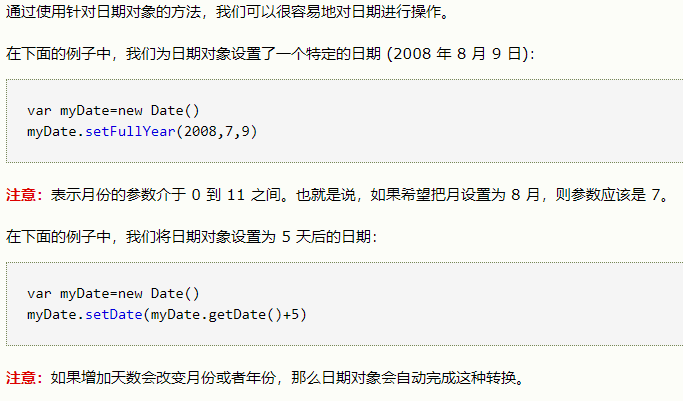 通过使用针对日期对象的方法，我们可以很容易地对日期进行操作。
在下面的例子中，我们为日期对象设置了一个特定的日期 (2008 年 8 月 9 日)：
var myDate=new Date()
myDate.setFullYear(2008,7,9)
注意：表示月份的参数介于 0 到 11 之间。也就是说，如果希望把月设置为 8 月，则参数应该是 7。
在下面的例子中，我们将日期对象设置为 5 天后的日期：
var myDate=new Date()
myDate.setDate(myDate.getDate()+5)
注意：如果增加天数会改变月份或者年份，那么日期对象会自动完成这种转换。